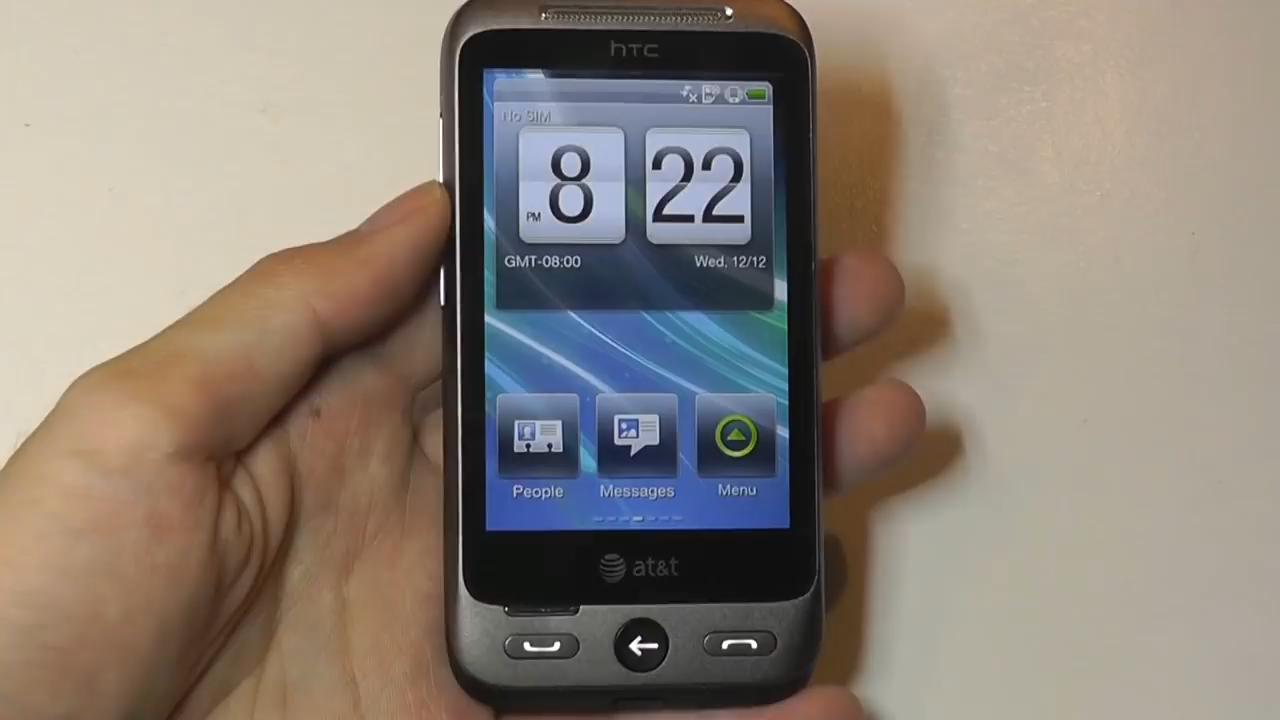 hTC
No SIM
8 22
PM
GMT-08:00 Wed, 12/12
People Messages Menu
at&t